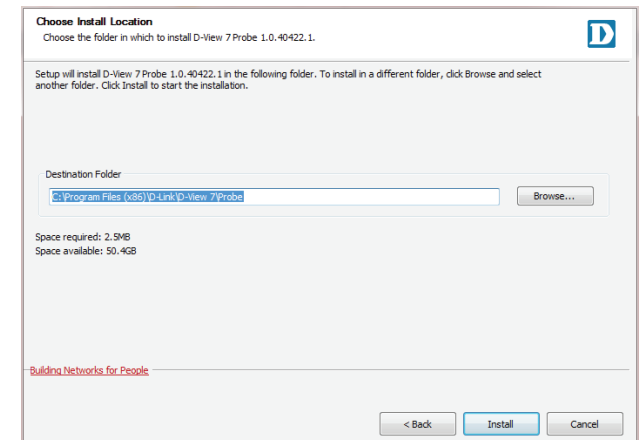 Choose Install Location
Choose the folder in which to install D-View 7 Probe 1.0.40422.1.
D
Setup will install D-View 7 Probe 1.0.40422.1 in the following folder. To install in a different folder, click Browse and select
another folder. Click Install to start the installation.
Destination Folder
C:\Program Files (x86)\D-Link\D-View 7\Probe
Browse...
Space required: 2.5MB
Space available: 50.4GB
Building Networks for People
< Back
Install
Cancel